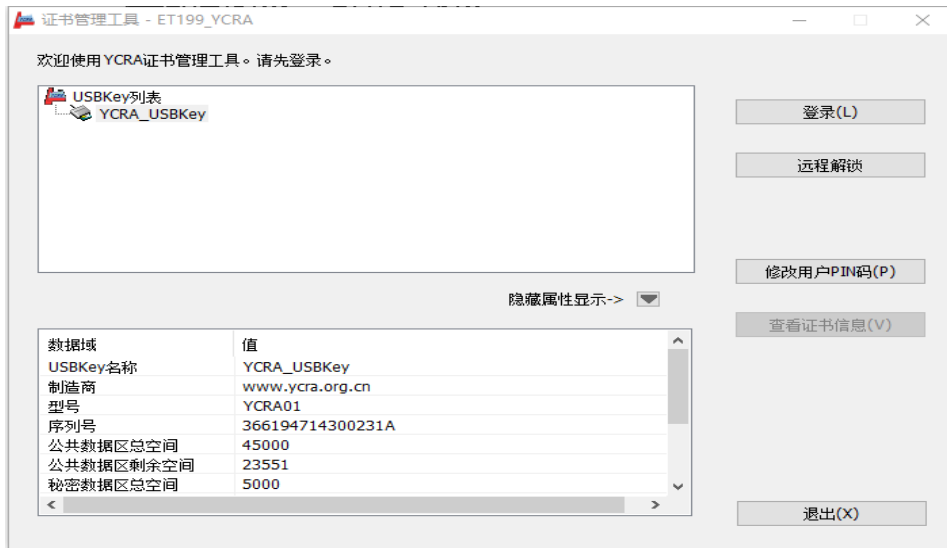 证书管理工具 - ET199_YCRA
欢迎使用YCRA证书管理工具。请先登录。
USBKey列表
YCRA_USBKey
登录(L)
远程解锁
修改用户PIN码(P)
隐藏属性显示->
查看证书信息(V)
数据域 值
USBKey名称 YCRA_USBKey
制造商 www.ycra.org.cn
型号 YCRA01
序列号 366194714300231A
公共数据区总空间 45000
公共数据区剩余空间 23551
秘密数据区总空间 5000
退出(X)